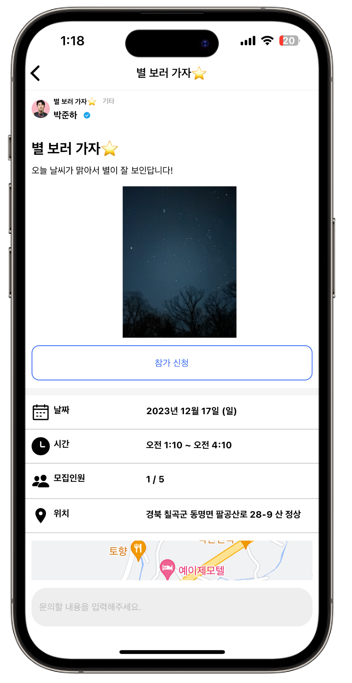 1:18
20
별 보러 가자⭐
별 보러 가자⭐ 기타
박준하
별 보러 가자⭐
오늘 날씨가 맑아서 별이 잘 보인답니다!
참가 신청
날짜 2023년 12월 17일 (일)
시간 오전 1:10 ~ 오전 4:10
모집인원 1 / 5
위치 경북 칠곡군 동명면 팔공산로 28-9 산 정상
토향
예이제모텔
문의할 내용을 입력해주세요.